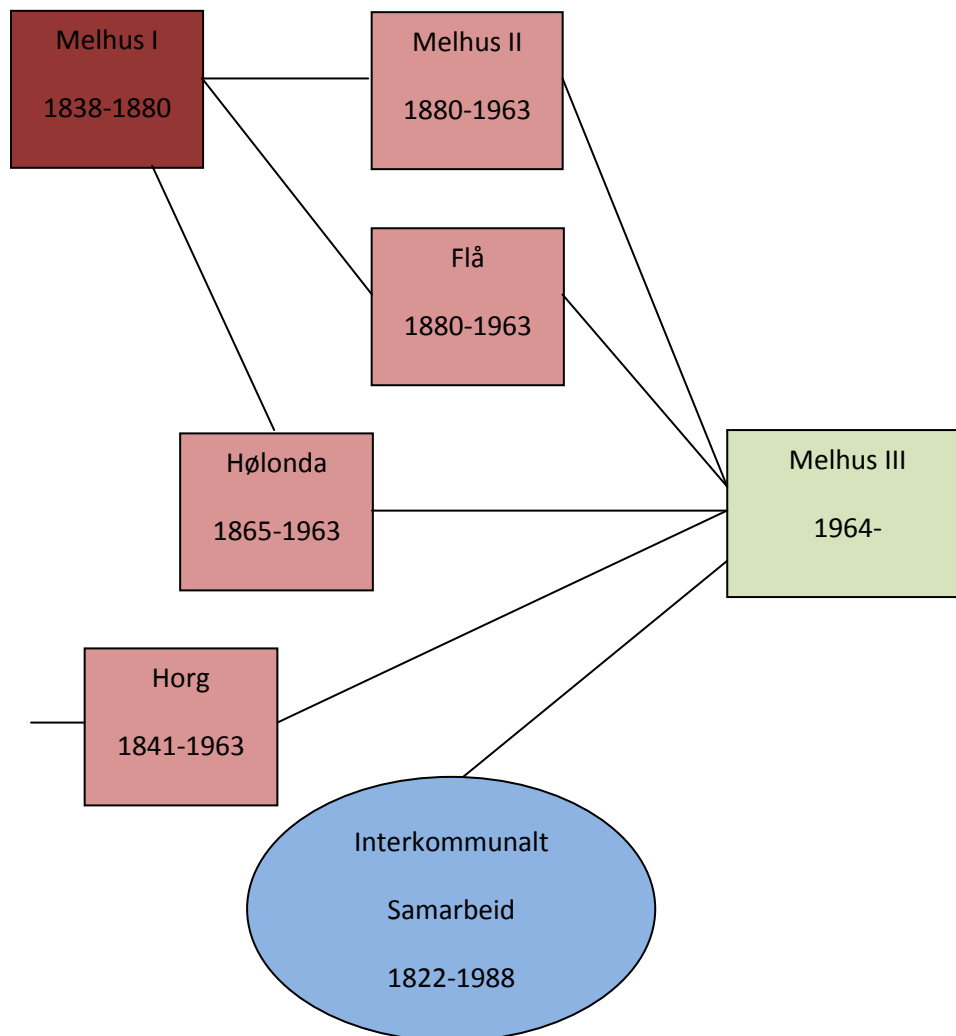 Melhus I
1838-1880
Melhus II
1880-1963
Flå
1880-1963
Hølonda
1865-1963
Melhus III
1964-
Horg
1841-1963
Interkommunalt
Samarbeid
1822-1988